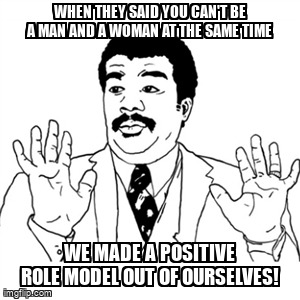 WHEN THEY SAID YOU CAN'T BE
A MAN AND A WOMAN AT THE SAME TIME
WE MADE A POSITIVE
ROLE MODEL OUT OF OURSELVES!
imgflip.com